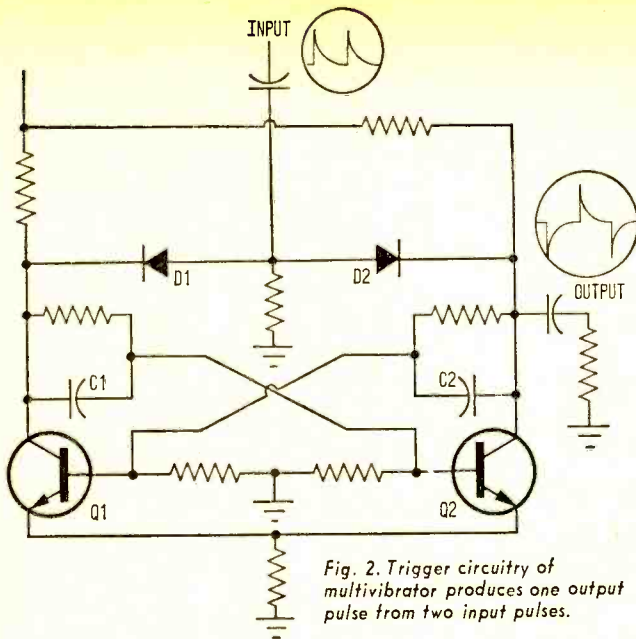 INPUT
D1
D2
OUTPUT
C1
C2
Q1
Q2
Fig. 2. Trigger circuitry of
multivibrator produces one output
pulse from two input pulses.